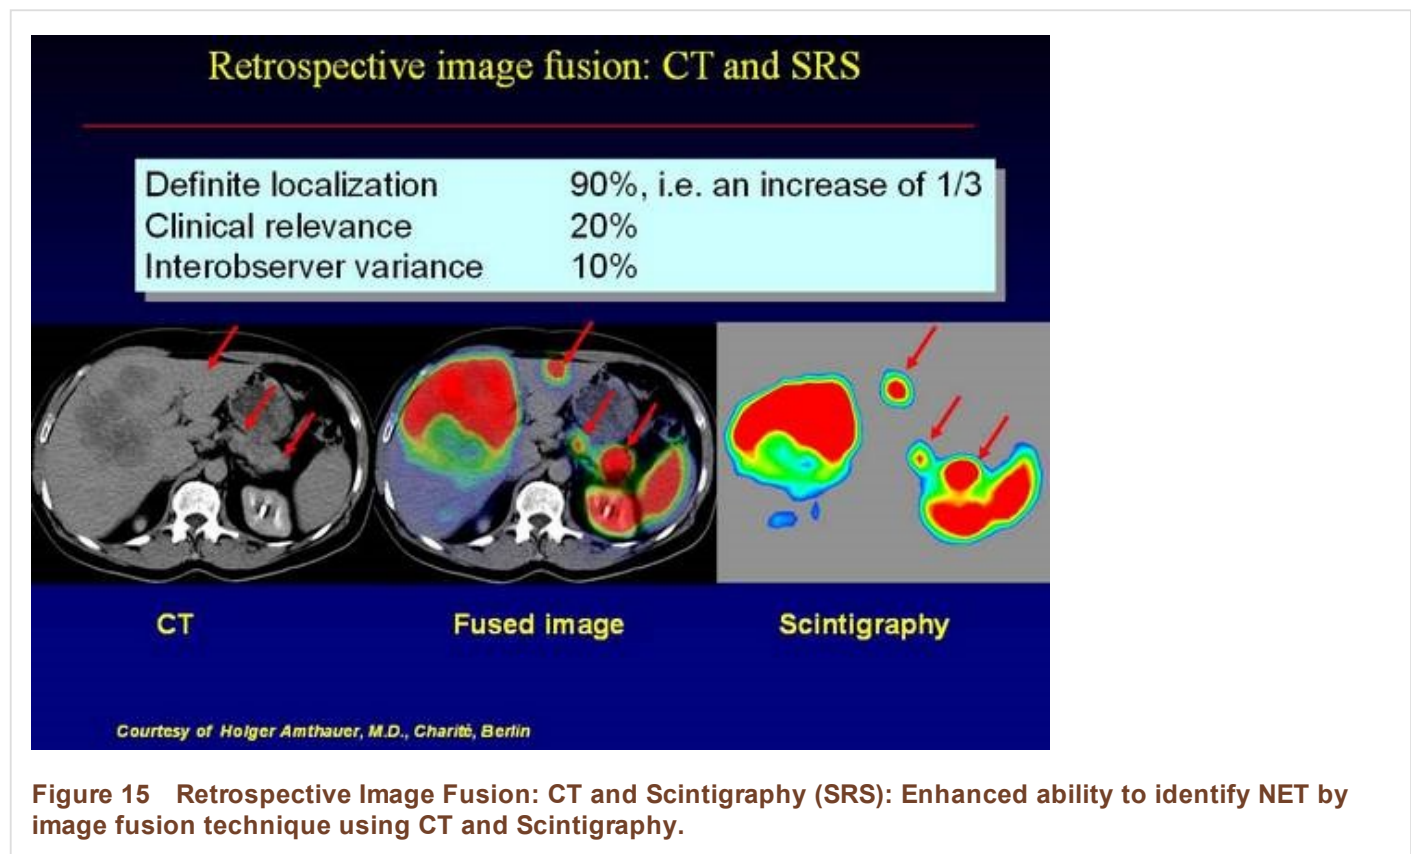 Retrospective image fusion: CT and SRS
Definite localization 90%, i.e. an increase of 1/3
Clinical relevance 20%
Interobserver variance 10%
CT Fused image Scintigraphy
Courtesy of Holger Amthauer, M.D., Charitè, Berlin
Figure 15 Retrospective Image Fusion: CT and Scintigraphy (SRS): Enhanced ability to identify NET by
image fusion technique using CT and Scintigraphy.